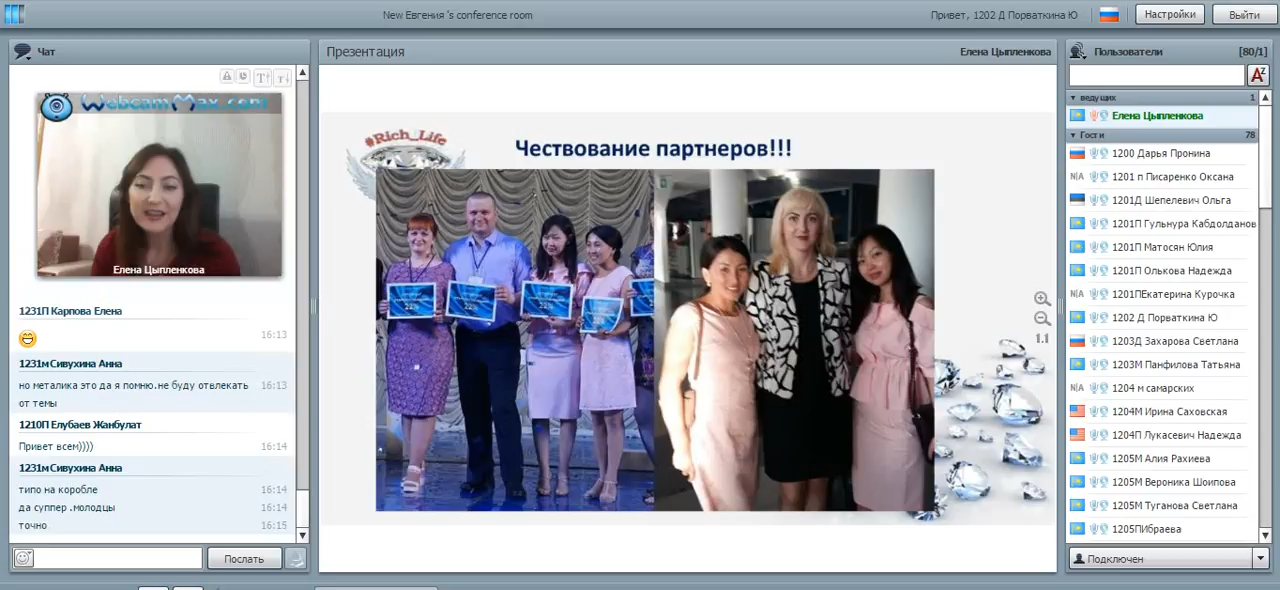 New Евгения 's conference room
Привет, 1202 Д Порваткина Ю
Настройки
Выйти
Чат
WebcamMax.com
Елена Цыпленкова
1231П Карпова Елена
16:13
1231м Сивухина Анна
но металика это да я помню.не буду отвлекать от темы
16:13
1210П Елубаев Жанбулат
Привет всем))))
16:14
1231м Сивухина Анна
типо на коробле
16:14
да суппер .молодцы
16:14
точно
16:15
Послать
Презентация
Елена Цыпленкова
#Rich_Life
Чествование партнеров!!!
22%
22%
22%
22%
1:1
Пользователи
[80/1]
ведущих
1
Елена Цыпленкова
Гости
78
1200 Дарья Пронина
N/A 1201 п Писаренко Оксана
1201Д Шепелевич Ольга
1201П Гульнура Кабдолданов
1201П Матосян Юлия
1201П Олькова Надежда
N/A 1201ПЕкатерина Курочка
1202 Д Порваткина Ю
1203Д Захарова Светлана
1203М Панфилова Татьяна
N/A 1204 м самарских
1204М Ирина Саховская
1204П Лукасевич Надежда
1205М Алия Рахиева
1205М Вероника Шоипова
1205М Туганова Светлана
1205ПИбраева
Подключен